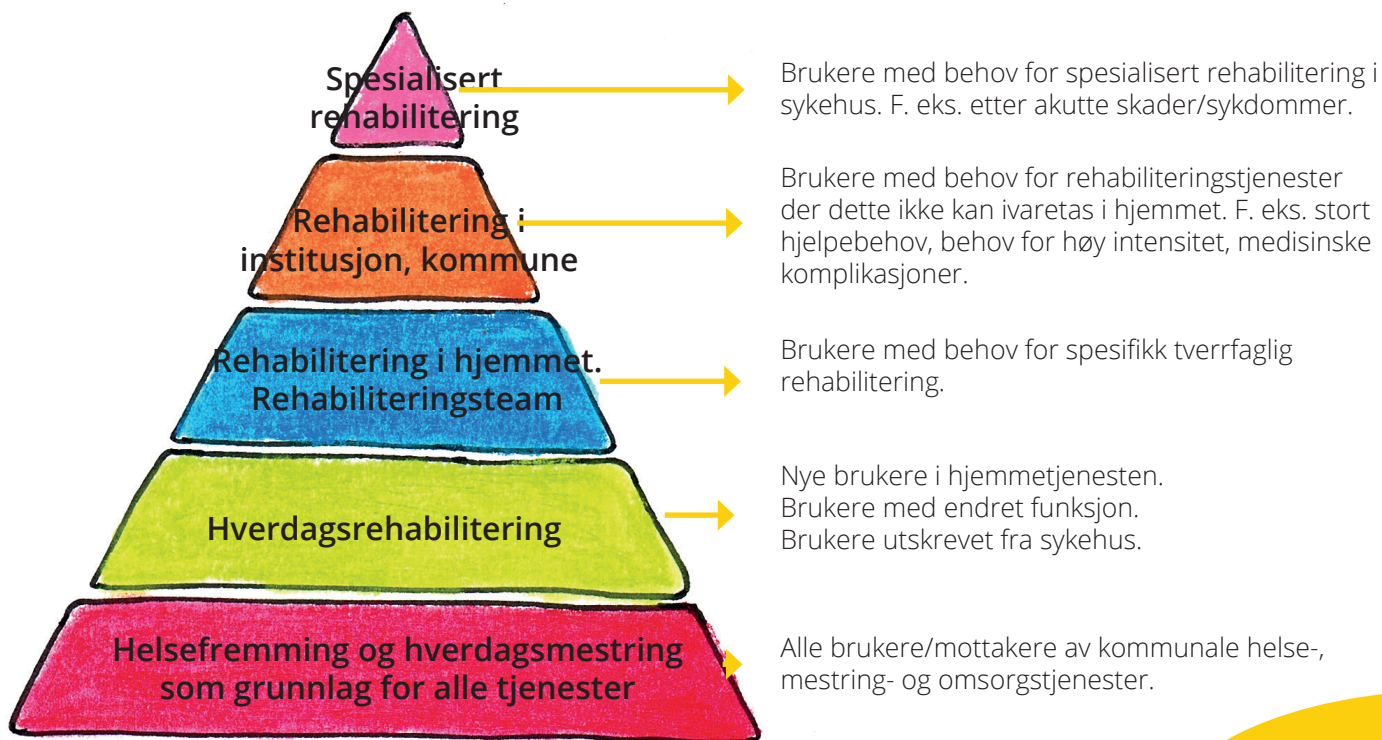 Spesialisert
rehabilitering
Brukere med behov for spesialisert rehabilitering i
sykehus. F. eks. etter akutte skader/sykdommer.
Rehabilitering i
institusjon, kommune
Brukere med behov for rehabiliteringstjenester
der dette ikke kan ivaretas i hjemmet. F. eks. stort
hjelpebehov, behov for høy intensitet, medisinske
komplikasjoner.
Rehabilitering i hjemmet.
Rehabiliteringsteam
Brukere med behov for spesifikk tverrfaglig
rehabilitering.
Hverdagsrehabilitering
Nye brukere i hjemmetjenesten.
Brukere med endret funksjon.
Brukere utskrevet fra sykehus.
Helsefremming og hverdagsmestring
som grunnlag for alle tjenester
Alle brukere/mottakere av kommunale helse-,
mestring- og omsorgstjenester.